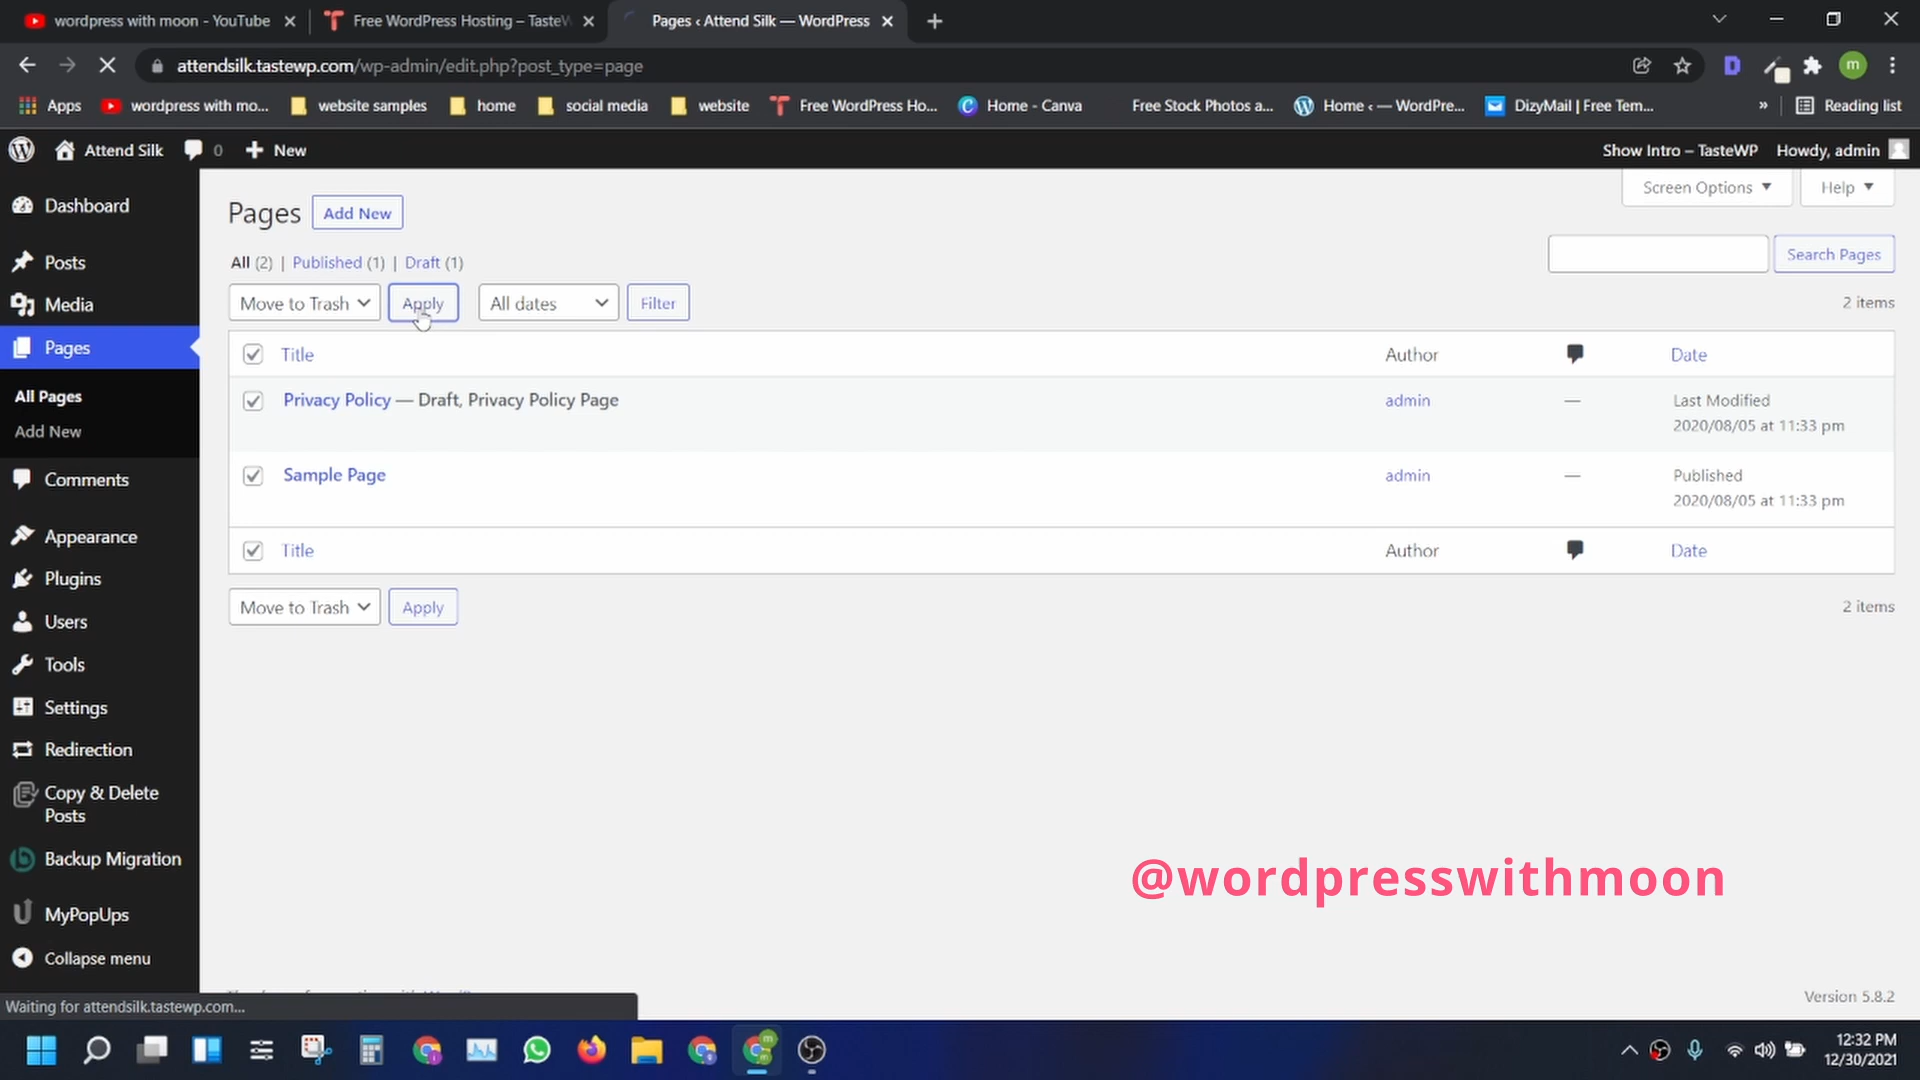 wordpress with moon - YouTube
Free WordPress Hosting – TasteW
Pages ‹ Attend Silk — WordPress
attendsilk.tastewp.com/wp-admin/edit.php?post_type=page
m
Apps
wordpress with mo...
website samples
home
social media
website
Free WordPress Ho...
Home - Canva
Free Stock Photos a...
Home ‹ — WordPre...
DizyMail | Free Tem...
»
Reading list
Attend Silk
0
New
Show Intro – TasteWP
Howdy, admin
Screen Options
Help
Dashboard
Posts
Media
Pages
All Pages
Add New
Comments
Appearance
Plugins
Users
Tools
Settings
Redirection
Copy & Delete
Posts
Backup Migration
MyPopUps
Collapse menu
Pages
Add New
All (2) | Published (1) | Draft (1)
Search Pages
Move to Trash
Apply
All dates
Filter
2 items
Title
Author
Date
Privacy Policy — Draft, Privacy Policy Page
admin
—
Last Modified
2020/08/05 at 11:33 pm
Sample Page
admin
—
Published
2020/08/05 at 11:33 pm
Title
Author
Date
Move to Trash
Apply
2 items
@wordpresswithmoon
Version 5.8.2
Waiting for attendsilk.tastewp.com...
12:32 PM
12/30/2021